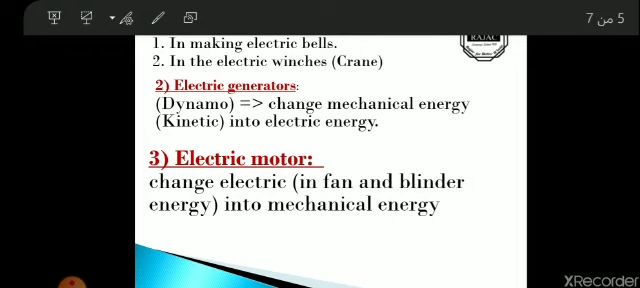 5 من 7
RAJAC
1. In making electric bells.
2. In the electric winches (Crane)
2) Electric generators:
(Dynamo) => change mechanical energy
(Kinetic) into electric energy.
3) Electric motor:
change electric (in fan and blinder
energy) into mechanical energy
XRecorder